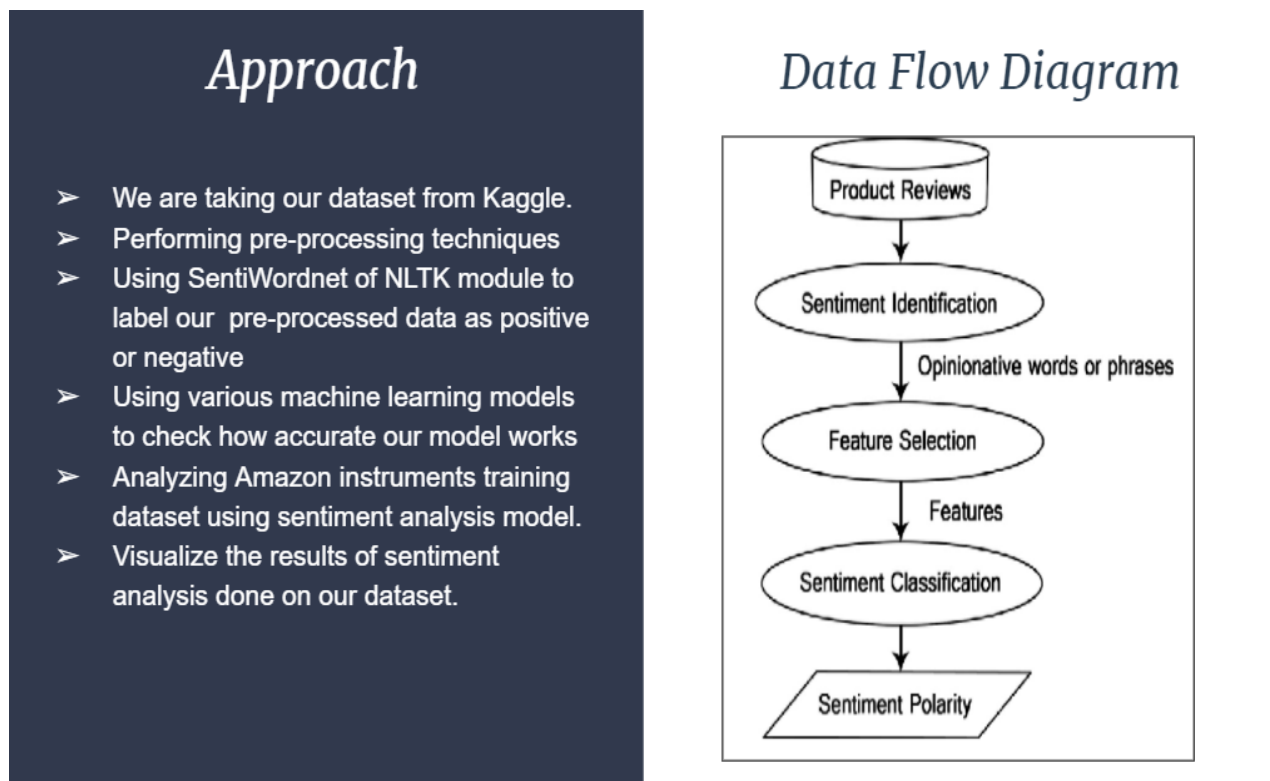 Approach
➢ We are taking our dataset from Kaggle.
➢ Performing pre-processing techniques
➢ Using SentiWordnet of NLTK module to
label our  pre-processed data as positive
or negative
➢ Using various machine learning models
to check how accurate our model works
➢ Analyzing Amazon instruments training
dataset using sentiment analysis model.
➢ Visualize the results of sentiment
analysis done on our dataset.
Data Flow Diagram
Product Reviews
Sentiment Identification
Opinionative words or phrases
Feature Selection
Features
Sentiment Classification
Sentiment Polarity